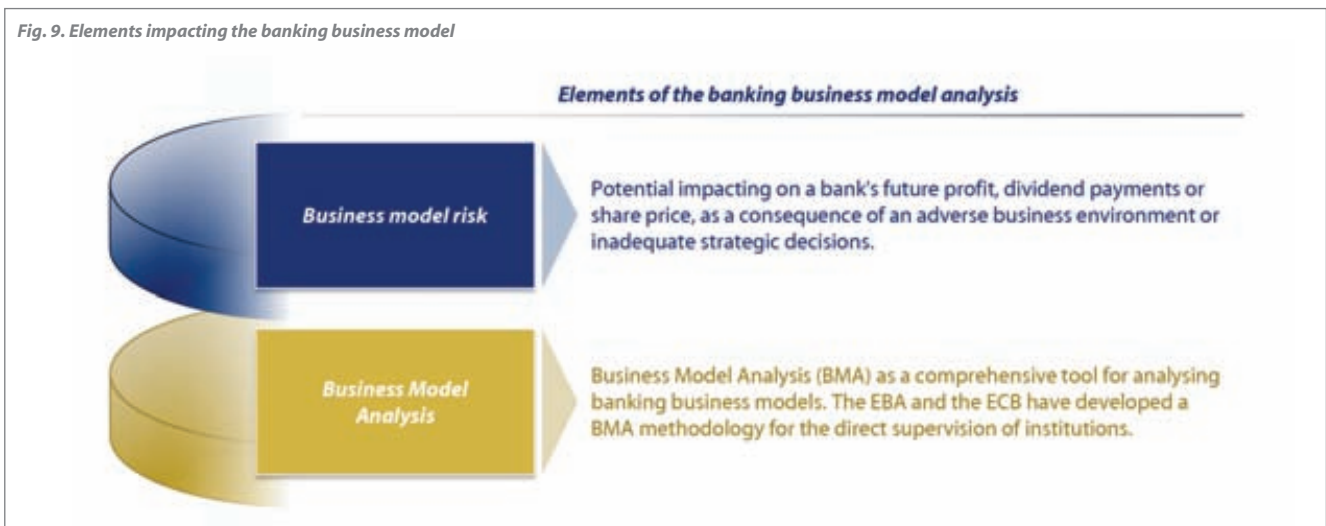 Fig. 9. Elements impacting the banking business model
Elements of the banking business model analysis
Business model risk
Potential impacting on a bank's future profit, dividend payments or
share price, as a consequence of an adverse business environment or
inadequate strategic decisions.
Business Model
Analysis
Business Model Analysis (BMA) as a comprehensive tool for analysing
banking business models. The EBA and the ECB have developed a
BMA methodology for the direct supervision of institutions.